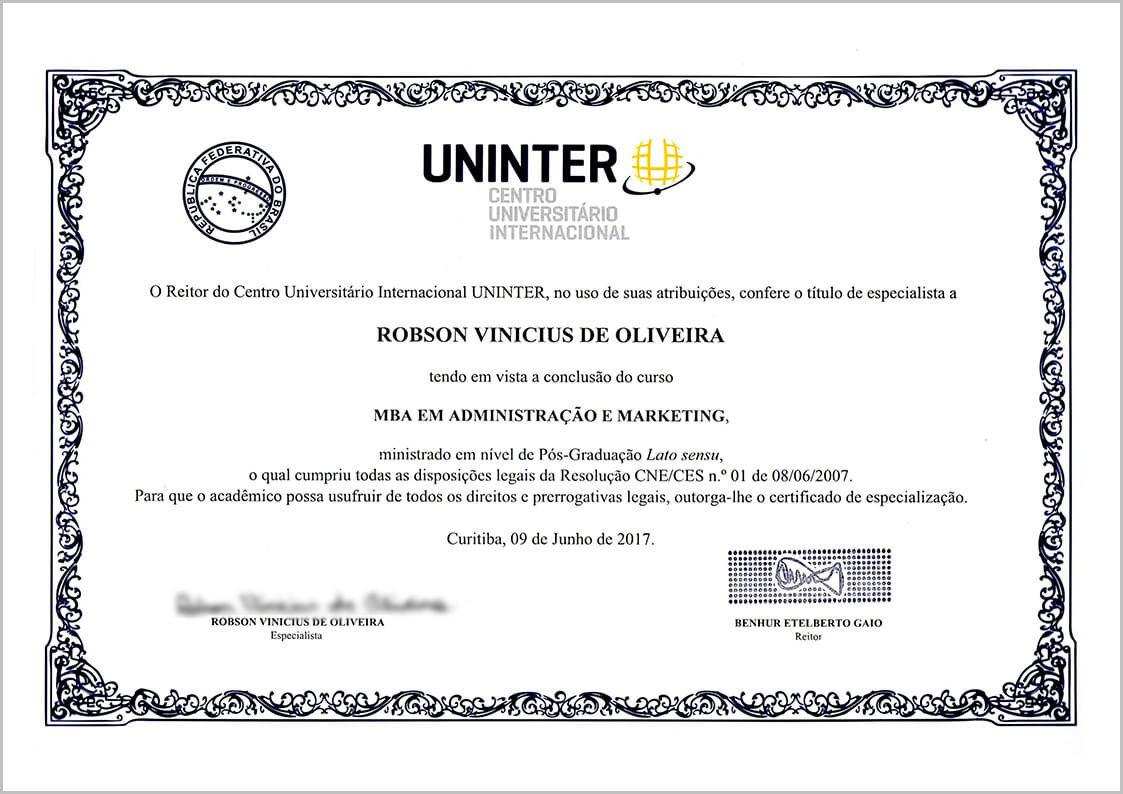 REPÚBLICA FEDERATIVA DO BRASIL
ORDEM E PROGRESSO
UNINTER
CENTRO
UNIVERSITÁRIO
INTERNACIONAL
O Reitor do Centro Universitário Internacional UNINTER, no uso de suas atribuições, confere o título de especialista a
ROBSON VINICIUS DE OLIVEIRA
tendo em vista a conclusão do curso
MBA EM ADMINISTRAÇÃO E MARKETING,
ministrado em nível de Pós-Graduação Lato sensu,
o qual cumpriu todas as disposições legais da Resolução CNE/CES n.º 01 de 08/06/2007.
Para que o acadêmico possa usufruir de todos os direitos e prerrogativas legais, outorga-lhe o certificado de especialização.
Curitiba, 09 de Junho de 2017.
ROBSON VINICIUS DE OLIVEIRA
Especialista
BENHUR ETELBERTO GAIO
Reitor